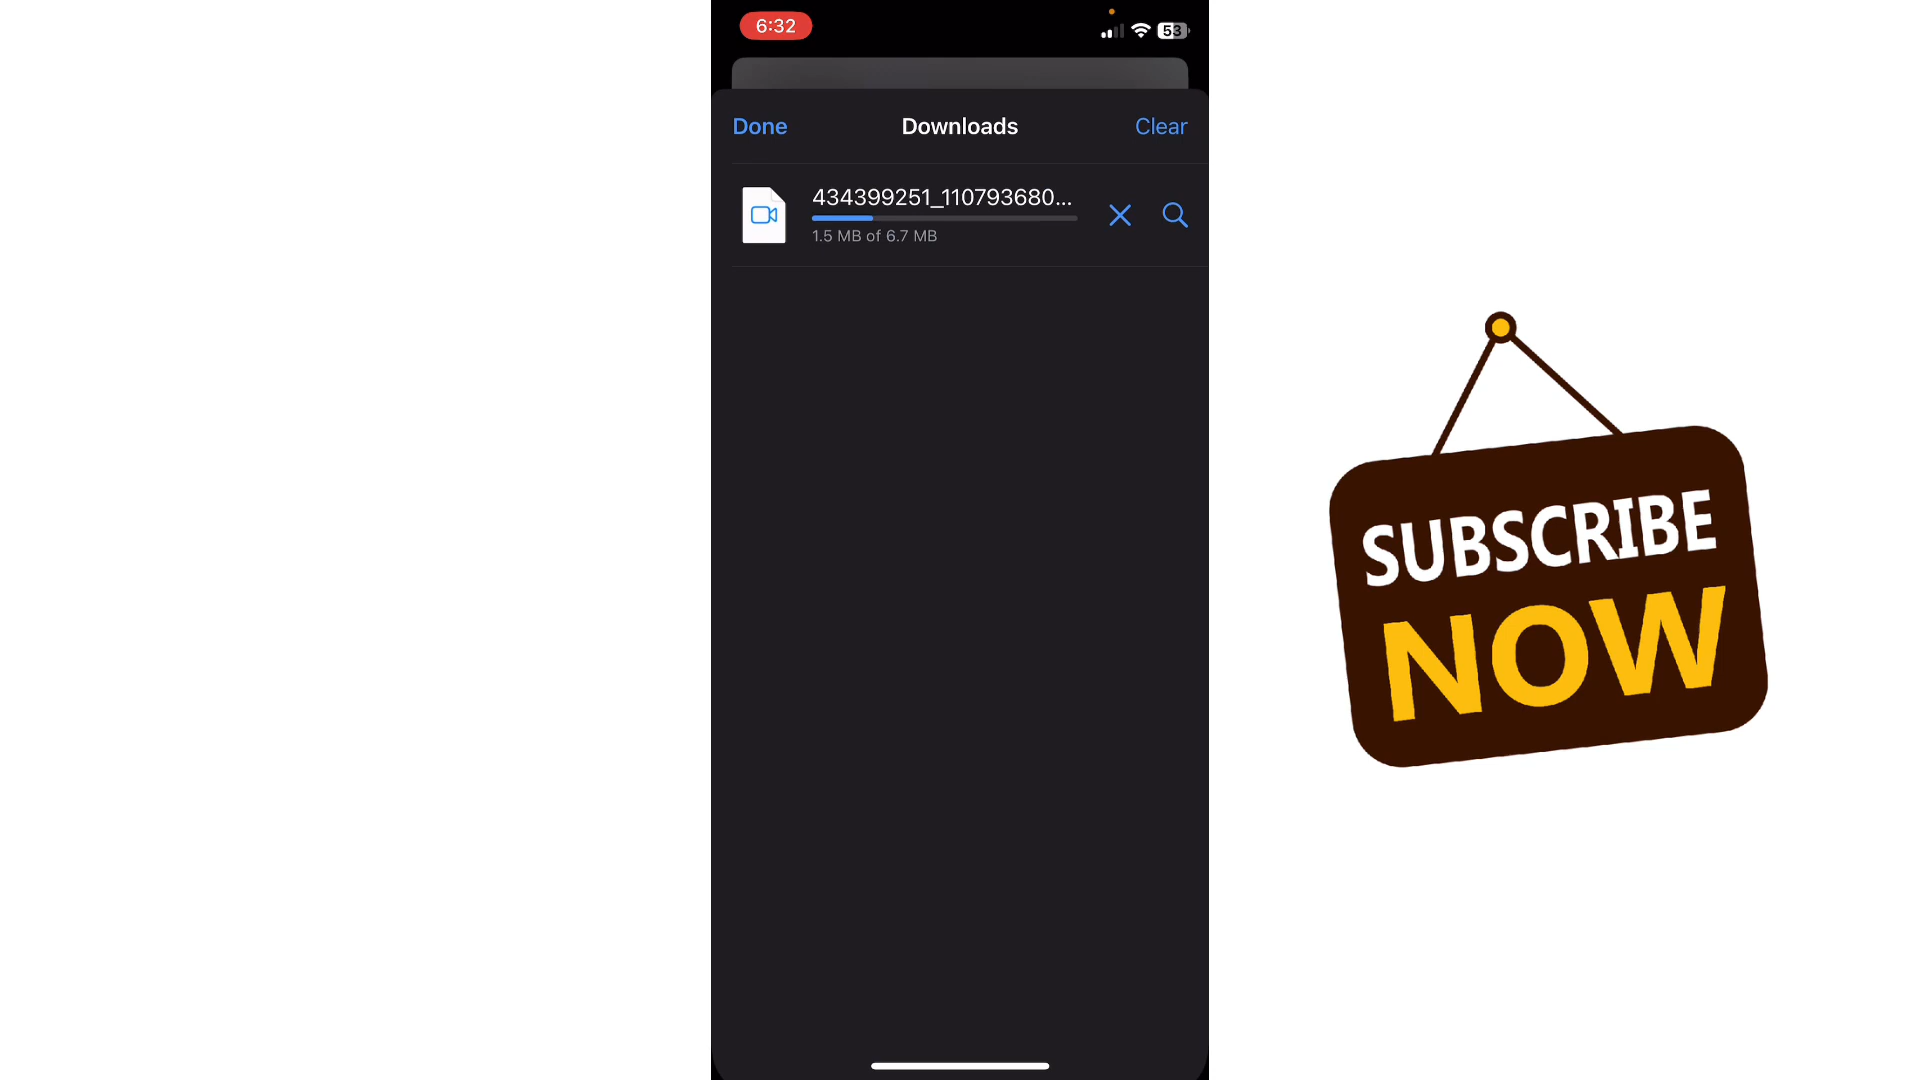 6:32
53
Done
Downloads
Clear
434399251_110793680...
1.5 MB of 6.7 MB
SUBSCRIBE
NOW